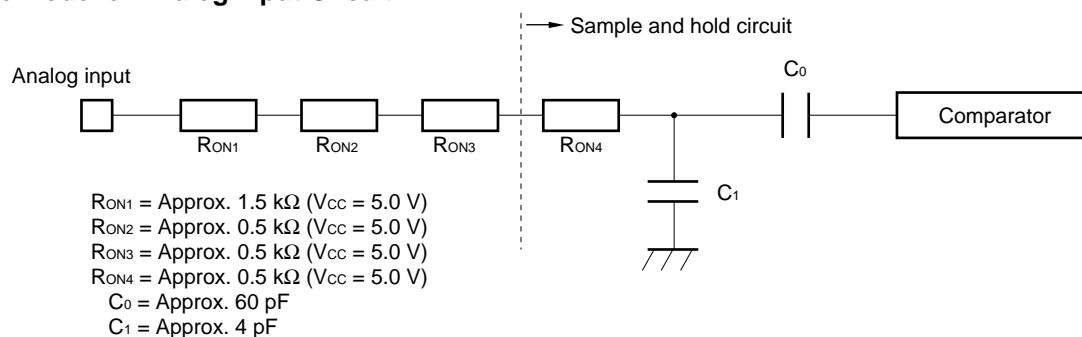 Sample and hold circuit
Analog input
C0
Comparator
RON1
RON2
RON3
RON4
C1
RON1 = Approx. 1.5 kΩ (VCC = 5.0 V)
RON2 = Approx. 0.5 kΩ (VCC = 5.0 V)
RON3 = Approx. 0.5 kΩ (VCC = 5.0 V)
RON4 = Approx. 0.5 kΩ (VCC = 5.0 V)
C0 = Approx. 60 pF
C1 = Approx. 4 pF